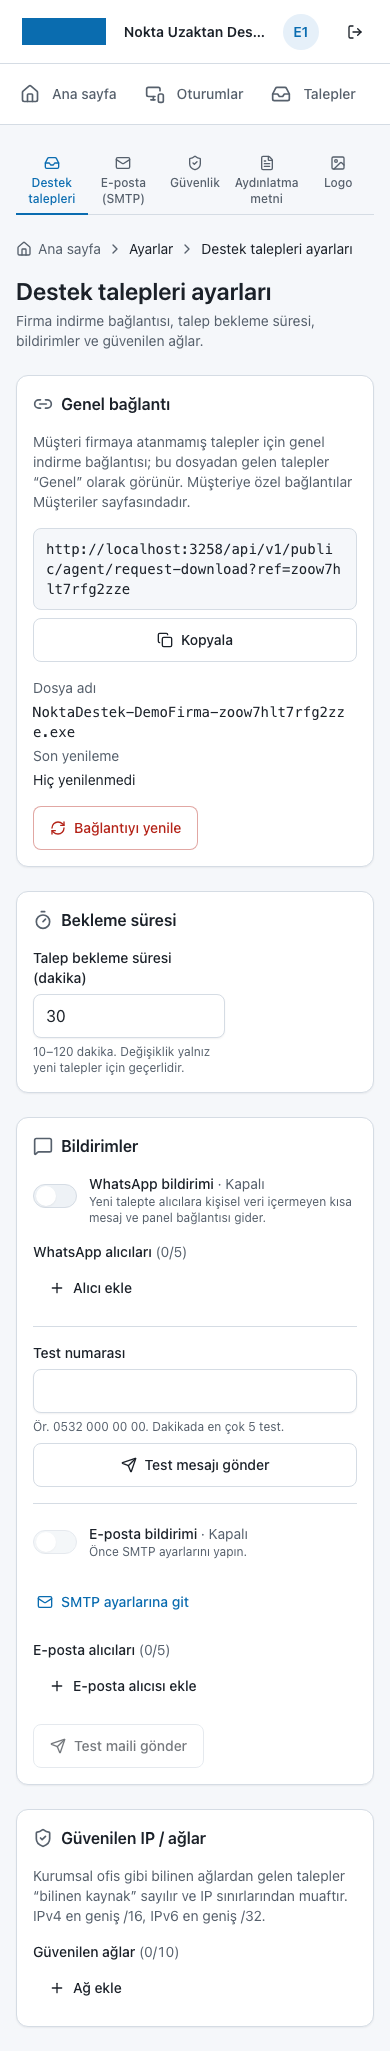 Nokta Uzaktan Des...
E1
Ana sayfa
Oturumlar
Talepler
Destek
talepleri
E-posta
(SMTP)
Güvenlik
Aydınlatma
metni
Logo
Ana sayfa > Ayarlar > Destek talepleri ayarları
Destek talepleri ayarları
Firma indirme bağlantısı, talep bekleme süresi,
bildirimler ve güvenilen ağlar.
Genel bağlantı
Müşteri firmaya atanmamış talepler için genel
indirme bağlantısı; bu dosyadan gelen talepler
“Genel” olarak görünür. Müşteriye özel bağlantılar
Müşteriler sayfasındadır.
http://localhost:3258/api/v1/publi
c/agent/request-download?ref=zoow7h
lt7rfg2zze
Kopyala
Dosya adı
NoktaDestek-DemoFirma-zoow7hlt7rfg2zz
e.exe
Son yenileme
Hiç yenilenmedi
Bağlantıyı yenile
Bekleme süresi
Talep bekleme süresi
(dakika)
30
10–120 dakika. Değişiklik yalnız
yeni talepler için geçerlidir.
Bildirimler
WhatsApp bildirimi · Kapalı
Yeni talepte alıcılara kişisel veri içermeyen kısa
mesaj ve panel bağlantısı gider.
WhatsApp alıcıları (0/5)
Alıcı ekle
Test numarası
Ör. 0532 000 00 00. Dakikada en çok 5 test.
Test mesajı gönder
E-posta bildirimi · Kapalı
Önce SMTP ayarlarını yapın.
SMTP ayarlarına git
E-posta alıcıları (0/5)
E-posta alıcısı ekle
Test maili gönder
Güvenilen IP / ağlar
Kurumsal ofis gibi bilinen ağlardan gelen talepler
“bilinen kaynak” sayılır ve IP sınırlarından muaftır.
IPv4 en geniş /16, IPv6 en geniş /32.
Güvenilen ağlar (0/10)
Ağ ekle